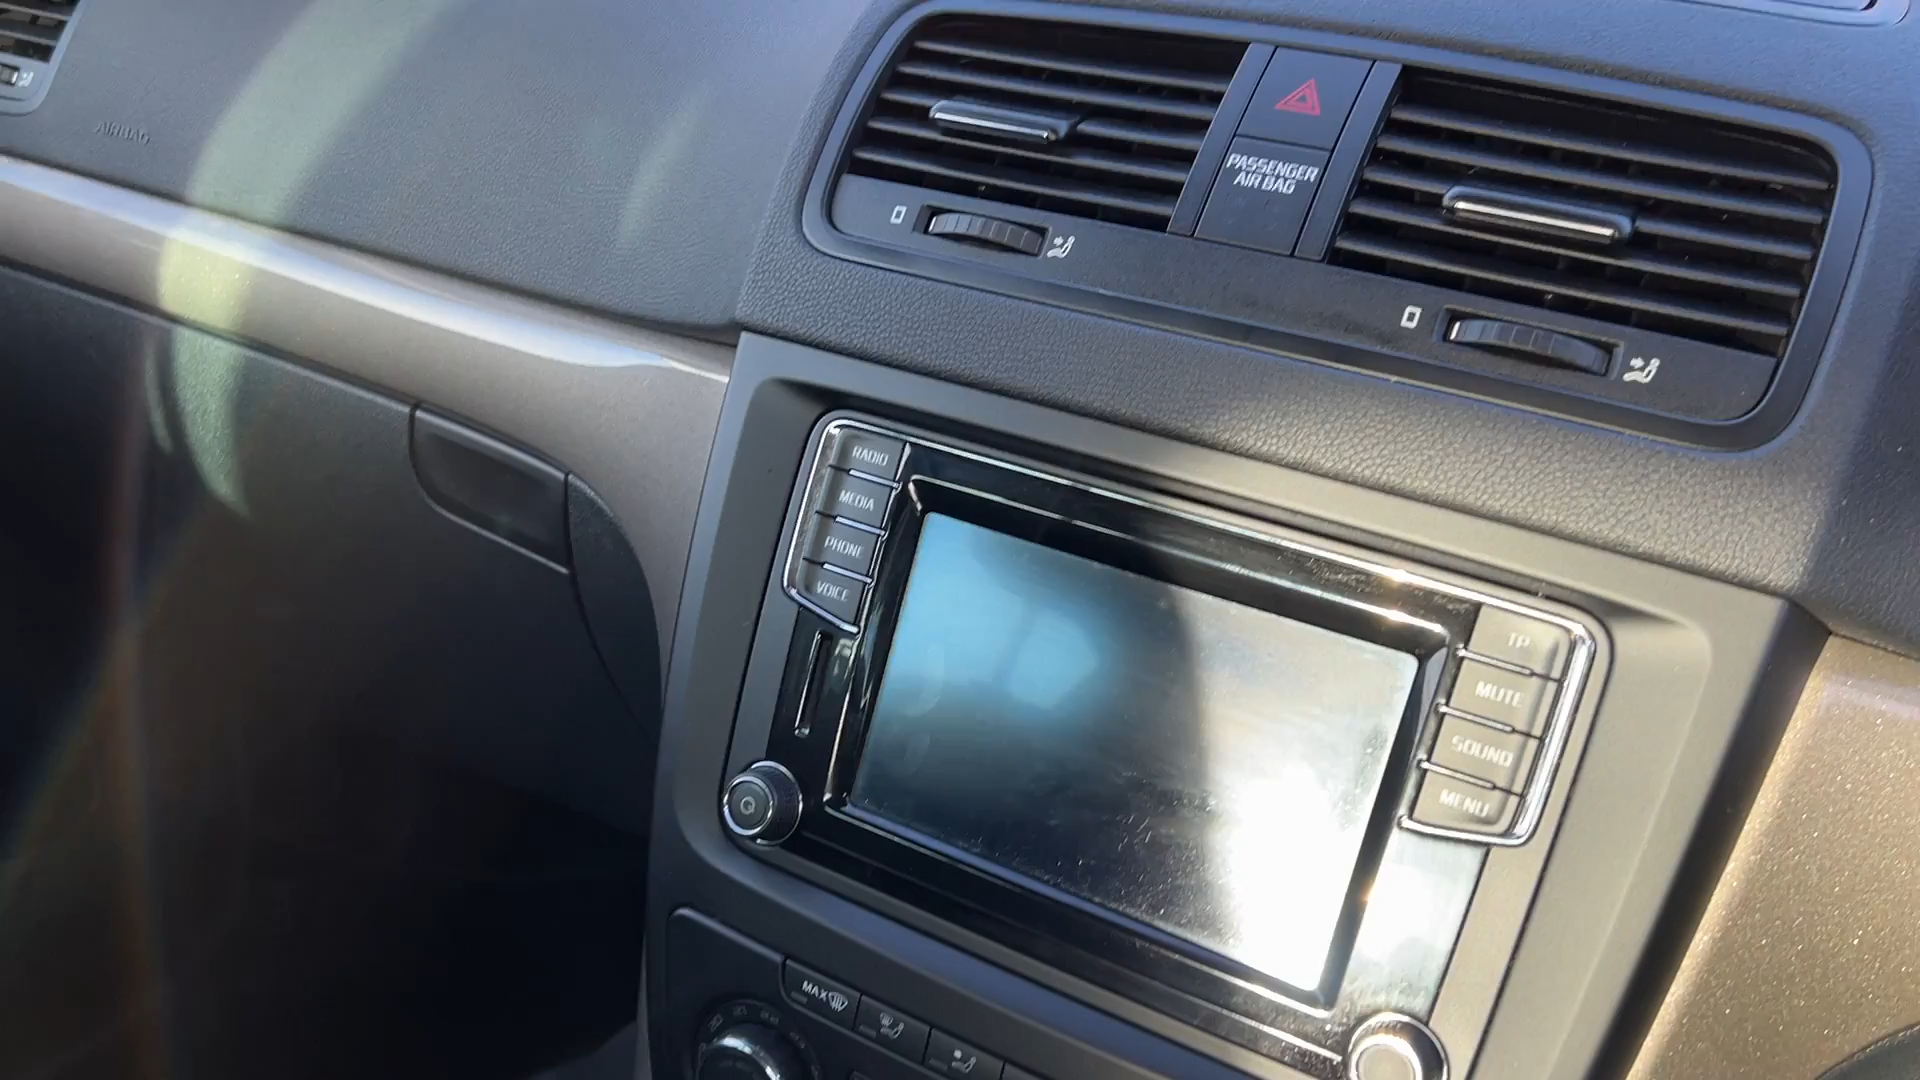 AIRBAG
PASSENGER
AIR BAG
RADIO
MEDIA
PHONE
VOICE
TP
MUTE
SOUND
MENU
MAX